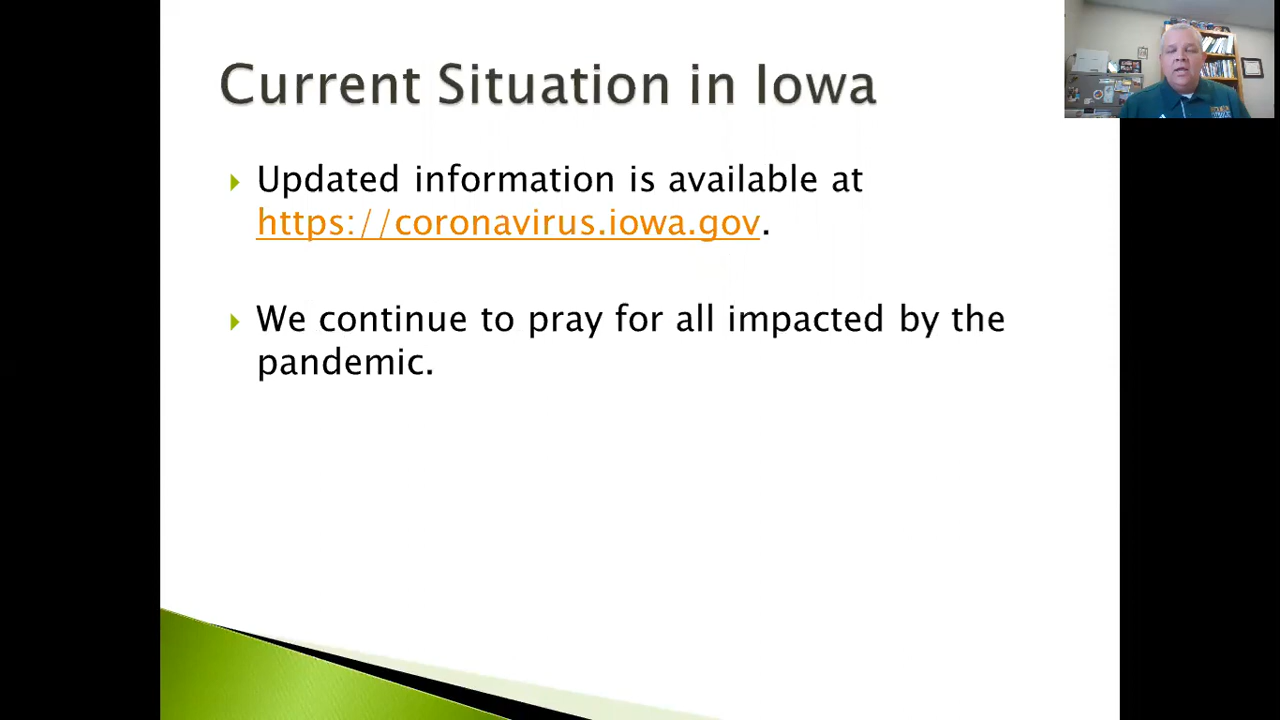 Current Situation in Iowa
Updated information is available at
https://coronavirus.iowa.gov.
We continue to pray for all impacted by the
pandemic.